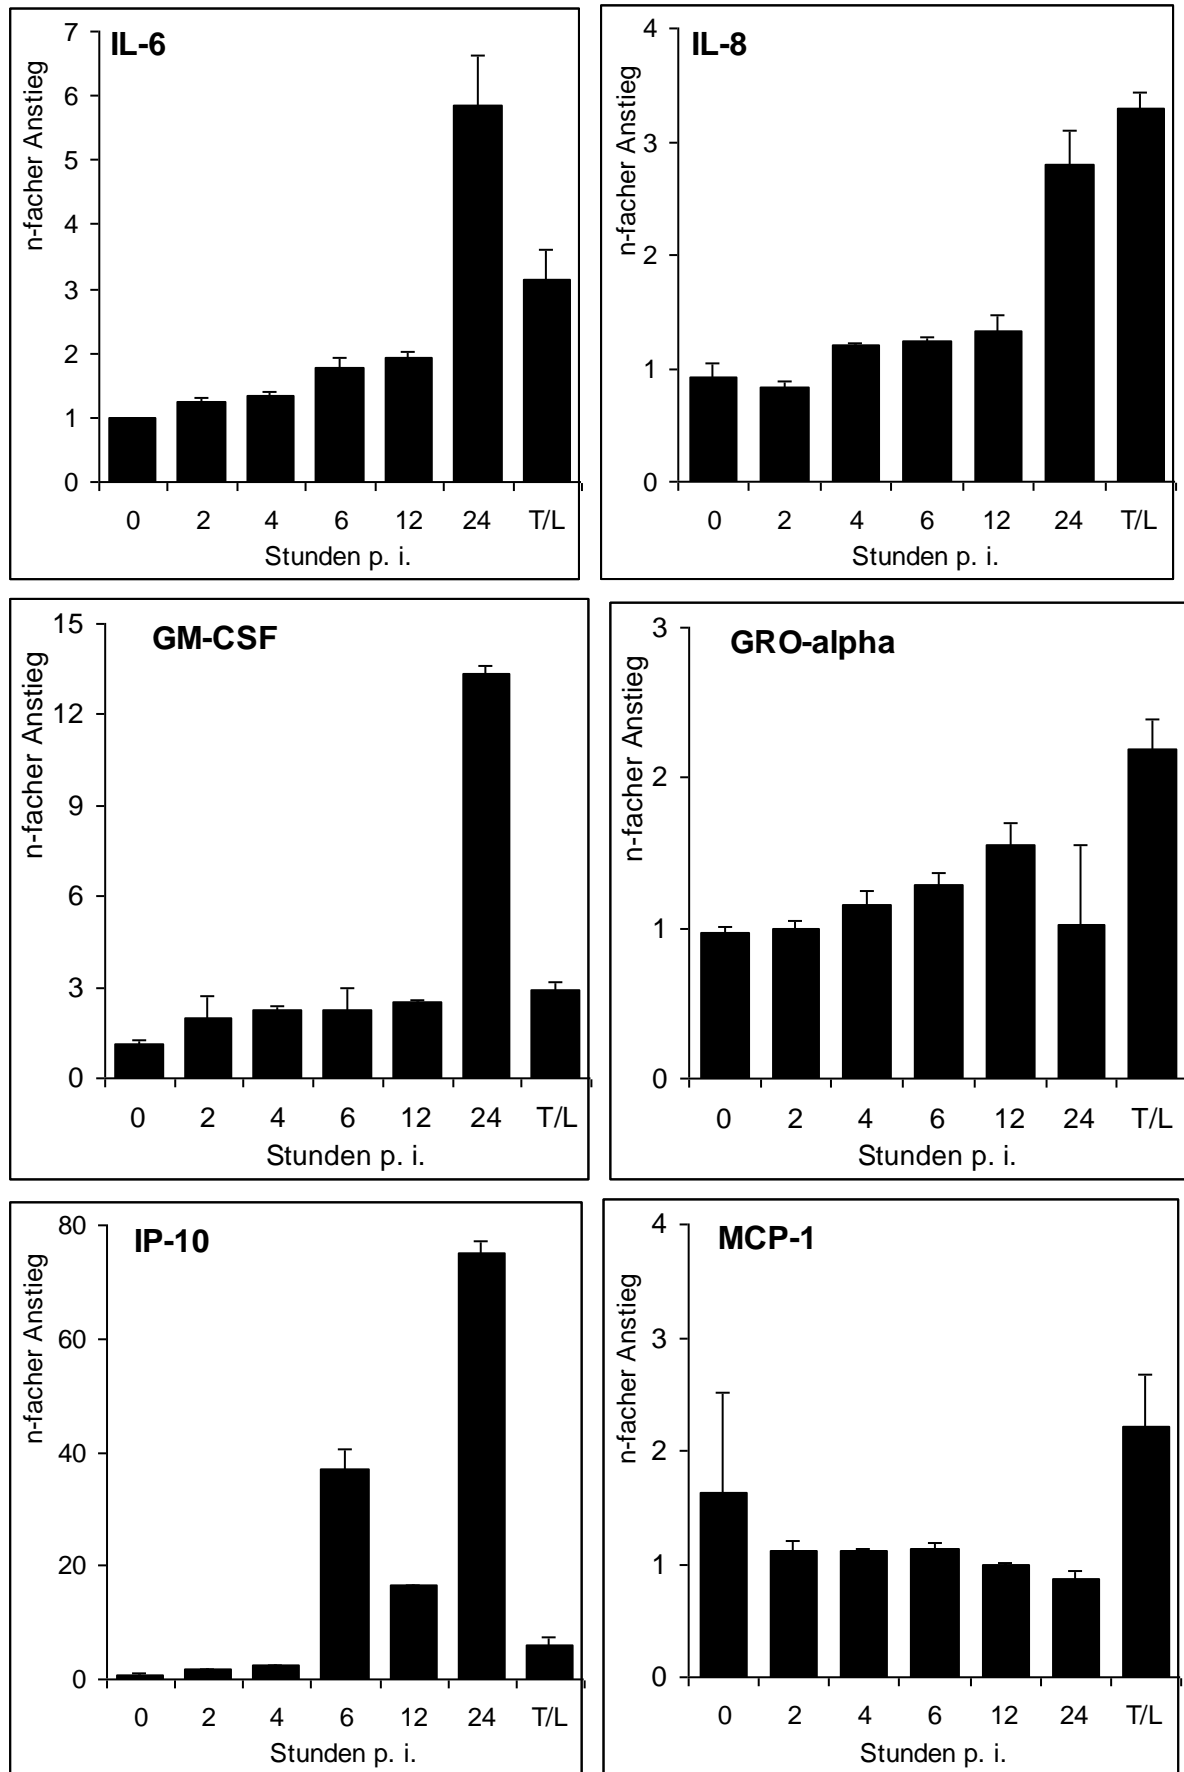 IL-6
n-facher Anstieg
7
6
5
4
3
2
1
0
0 2 4 6 12 24 T/L
Stunden p. i.
IL-8
n-facher Anstieg
4
3
2
1
0
0 2 4 6 12 24 T/L
Stunden p. i.
GM-CSF
n-facher Anstieg
15
12
9
6
3
0
0 2 4 6 12 24 T/L
Stunden p. i.
GRO-alpha
n-facher Anstieg
3
2
1
0
0 2 4 6 12 24 T/L
Stunden p. i.
IP-10
n-facher Anstieg
80
60
40
20
0
0 2 4 6 12 24 T/L
Stunden p. i.
MCP-1
n-facher Anstieg
4
3
2
1
0
0 2 4 6 12 24 T/L
Stunden p. i.